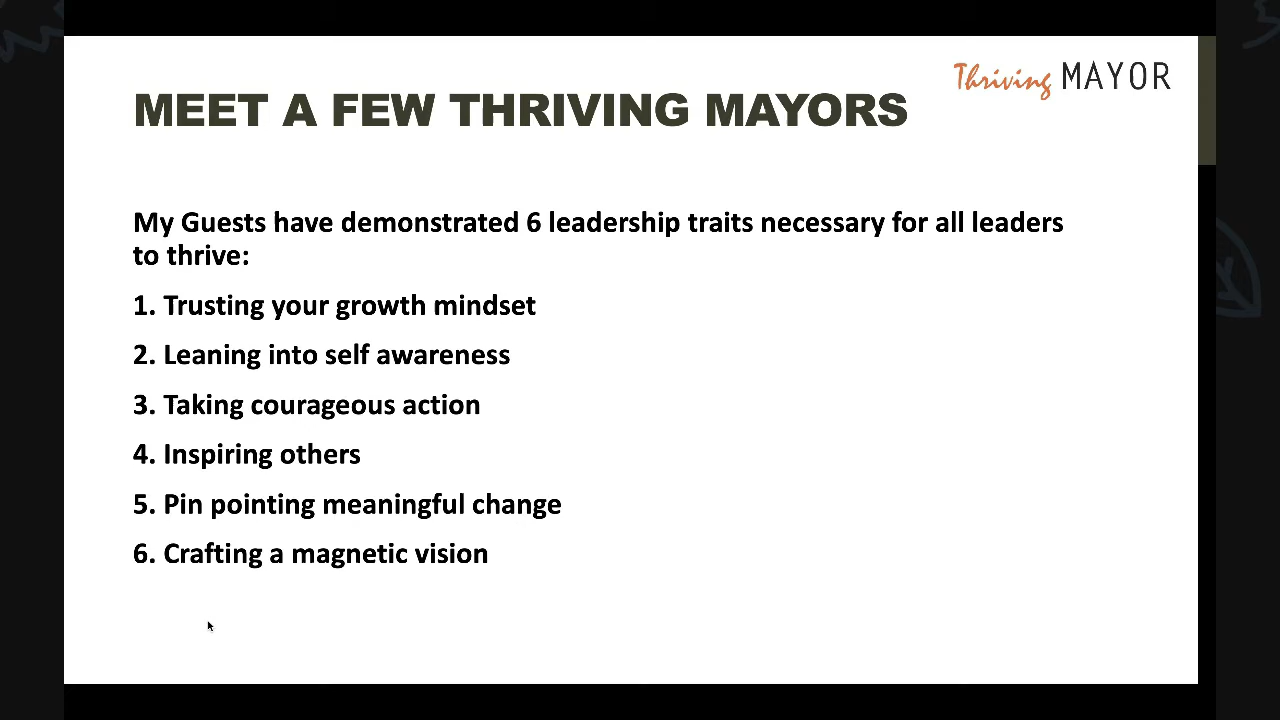 Thriving MAYOR
MEET A FEW THRIVING MAYORS
My Guests have demonstrated 6 leadership traits necessary for all leaders
to thrive:
1. Trusting your growth mindset
2. Leaning into self awareness
3. Taking courageous action
4. Inspiring others
5. Pin pointing meaningful change
6. Crafting a magnetic vision